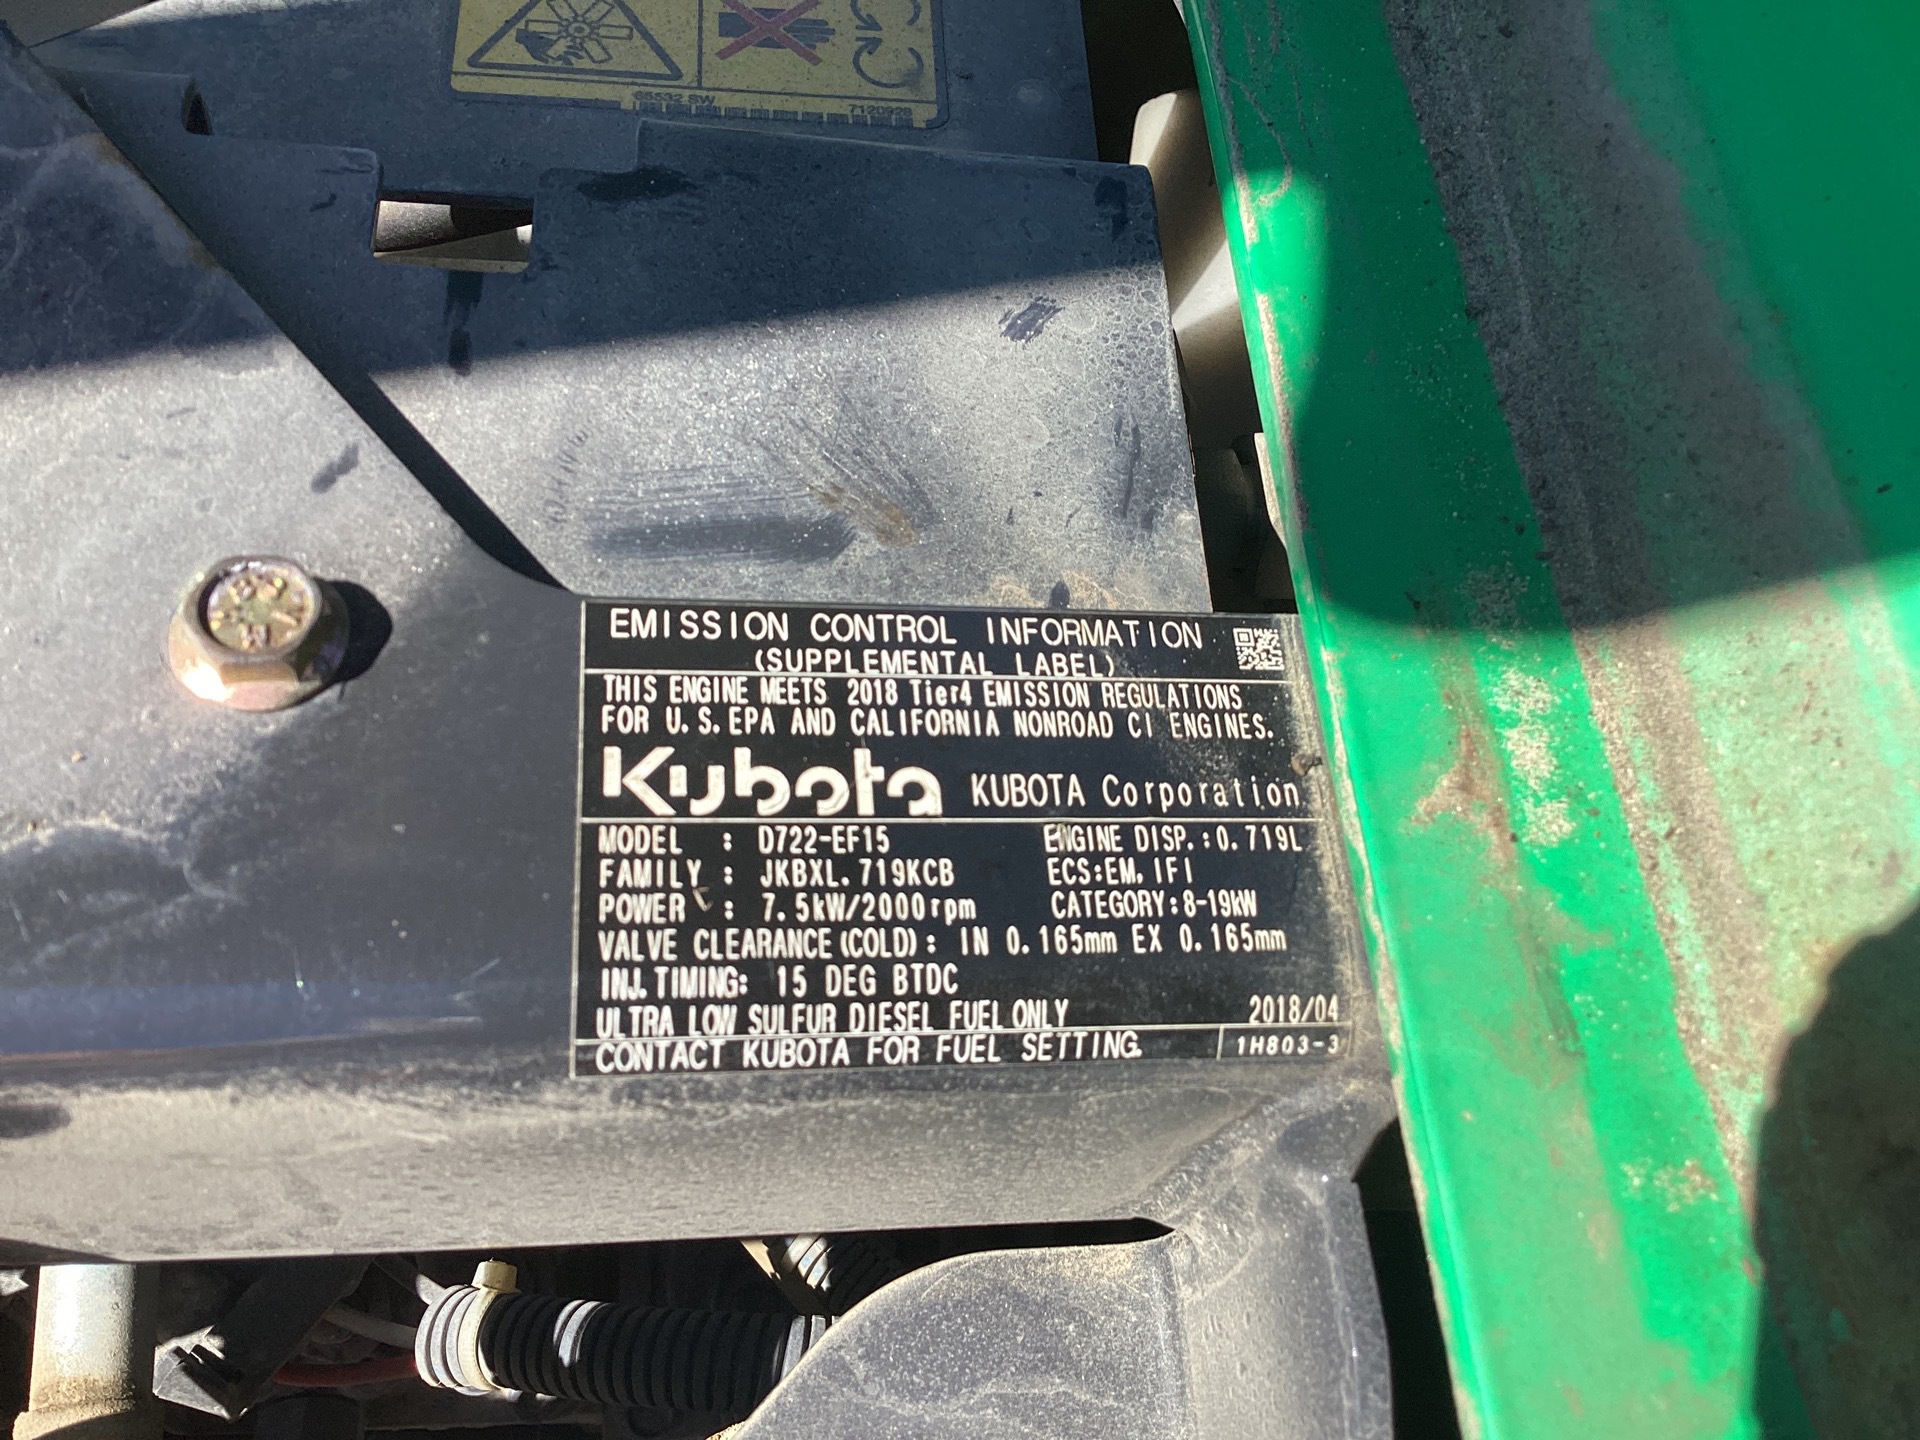 65532 SW 7120928
EMISSION CONTROL INFORMATION
(SUPPLEMENTAL LABEL)
THIS ENGINE MEETS 2018 Tier4 EMISSION REGULATIONS
FOR U.S.EPA AND CALIFORNIA NONROAD CI ENGINES.
Kubota KUBOTA Corporation
MODEL : D722-EF15 ENGINE DISP.:0.719L
FAMILY : JKBXL.719KCB ECS:EM,IFI
POWER : 7.5kW/2000rpm CATEGORY:8-19kW
VALVE CLEARANCE(COLD): IN 0.165mm EX 0.165mm
INJ.TIMING: 15 DEG BTDC
ULTRA LOW SULFUR DIESEL FUEL ONLY 2018/04
CONTACT KUBOTA FOR FUEL SETTING. 1H803-3